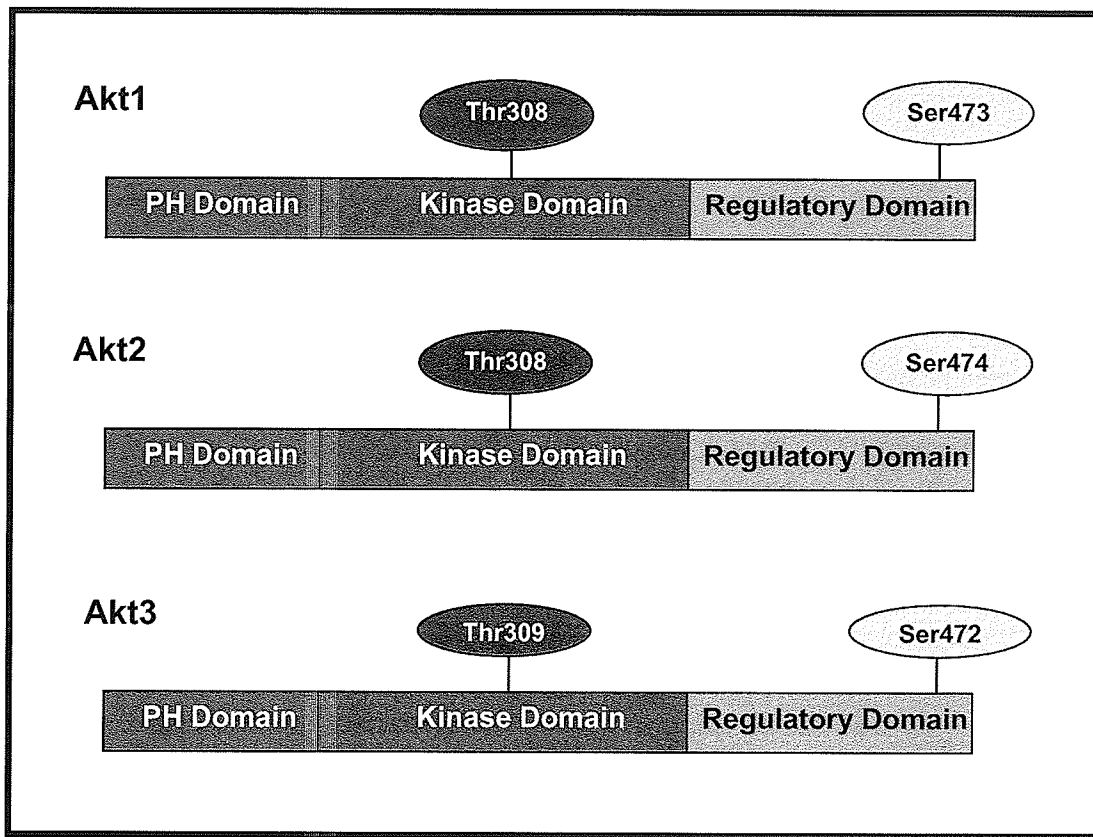 Akt1
Thr308
Ser473
PH Domain
Kinase Domain
Regulatory Domain
Akt2
Thr308
Ser474
PH Domain
Kinase Domain
Regulatory Domain
Akt3
Thr309
Ser472
PH Domain
Kinase Domain
Regulatory Domain